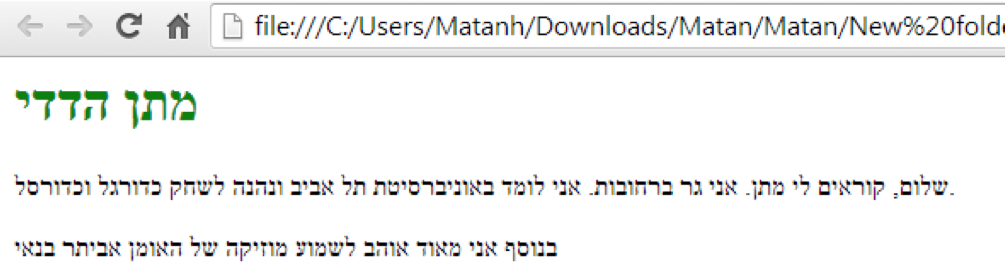 file:///C:/Users/Matanh/Downloads/Matan/Matan/New%20folde
מתן הדדי
שלום, קוראים לי מתן. אני גר ברחובות. אני לומד באוניברסיטת תל אביב ונהנה לשחק כדורגל וכדורסל.
בנוסף אני מאוד אוהב לשמוע מוזיקה של האומן אביתר בנאי